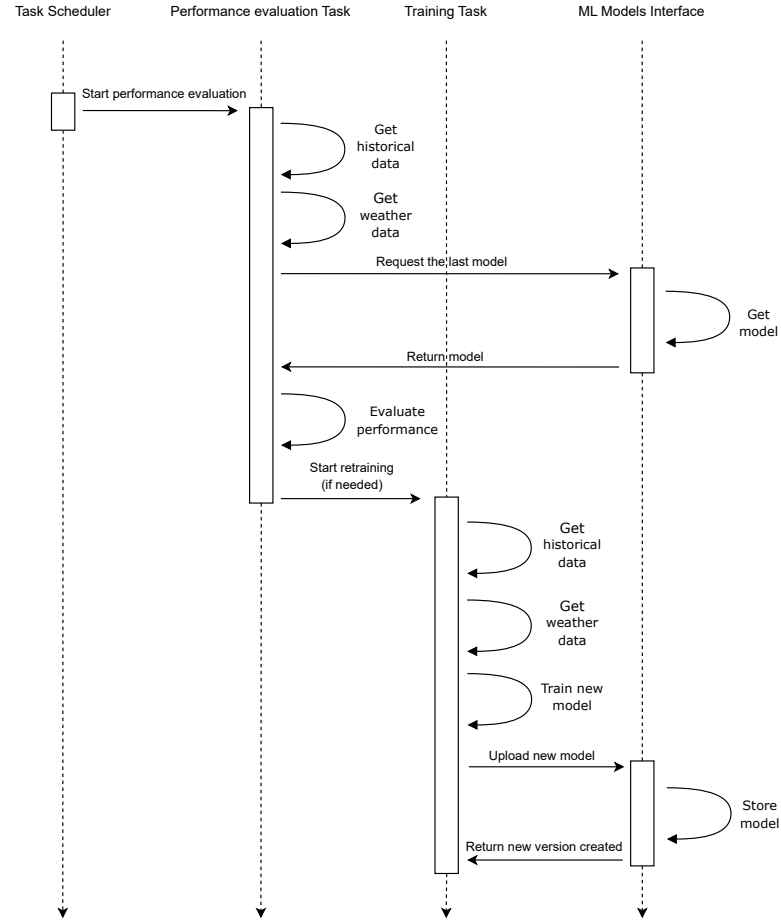 Task Scheduler
Performance evaluation Task
Training Task
ML Models Interface
Start performance evaluation
Get
historical
data
Get
weather
data
Request the last model
Get
model
Return model
Evaluate
performance
Start retraining
(if needed)
Get
historical
data
Get
weather
data
Train new
model
Upload new model
Store
model
Return new version created